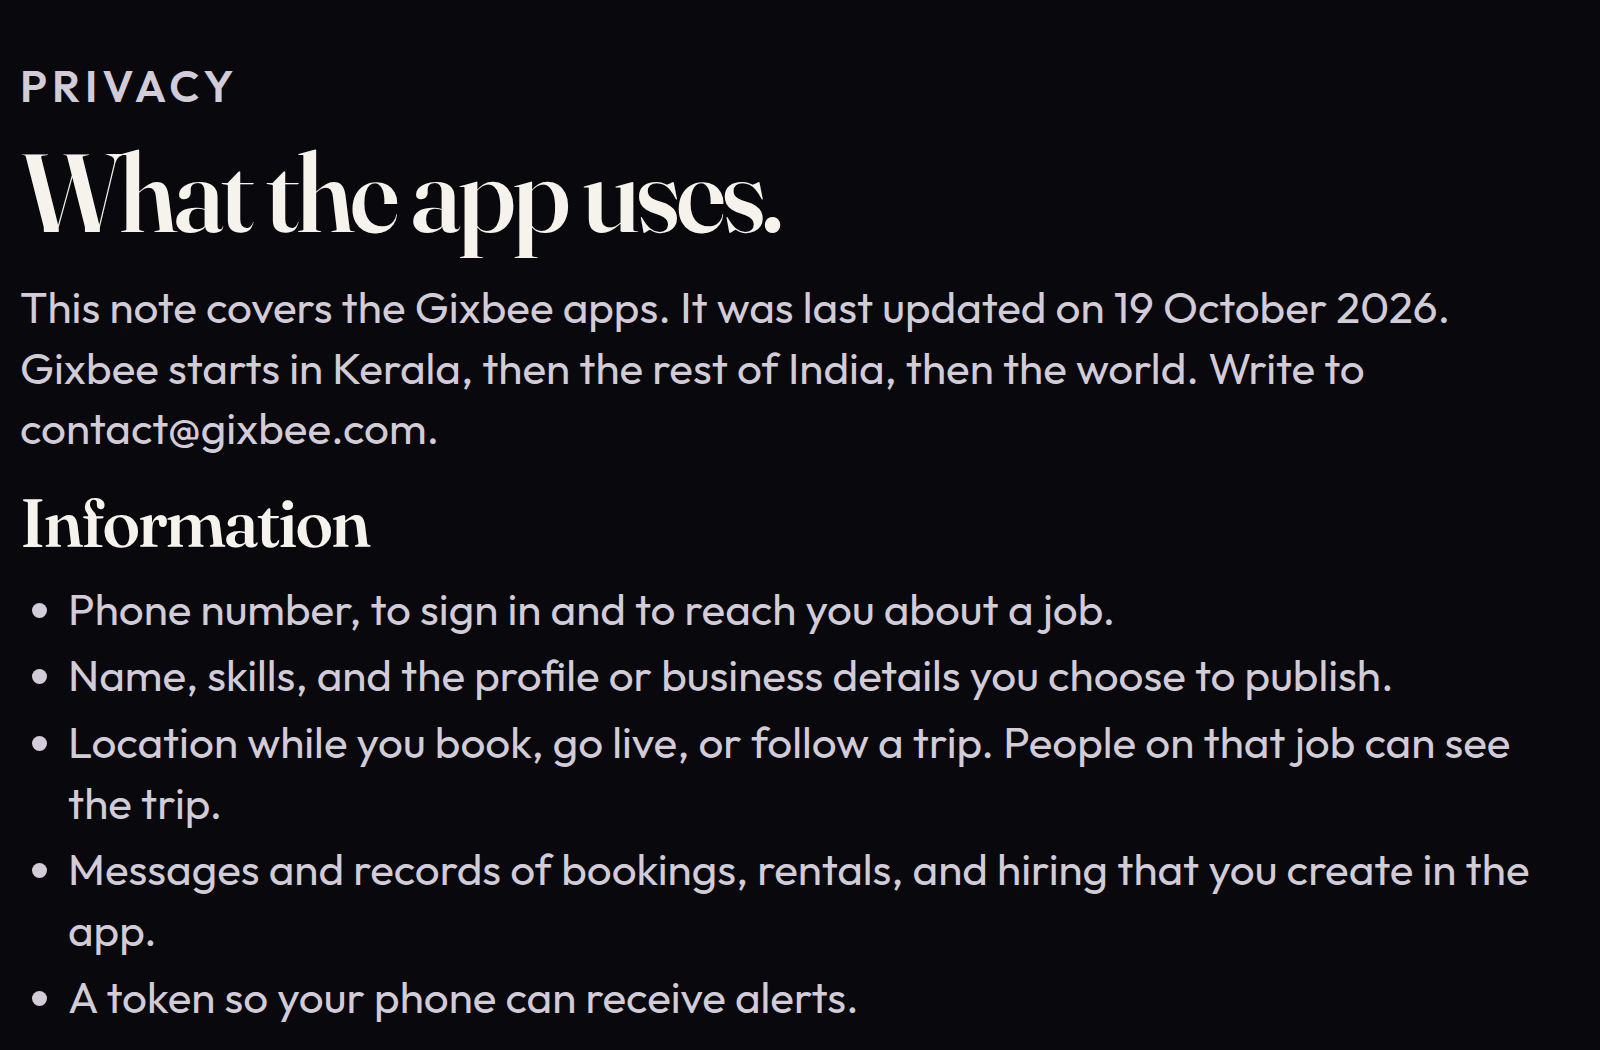 PRIVACY
What the app uses.
This note covers the Gixbee apps. It was last updated on 19 October 2026.
Gixbee starts in Kerala, then the rest of India, then the world. Write to
contact@gixbee.com.
Information
• Phone number, to sign in and to reach you about a job.
• Name, skills, and the profile or business details you choose to publish.
• Location while you book, go live, or follow a trip. People on that job can see
the trip.
• Messages and records of bookings, rentals, and hiring that you create in the
app.
• A token so your phone can receive alerts.